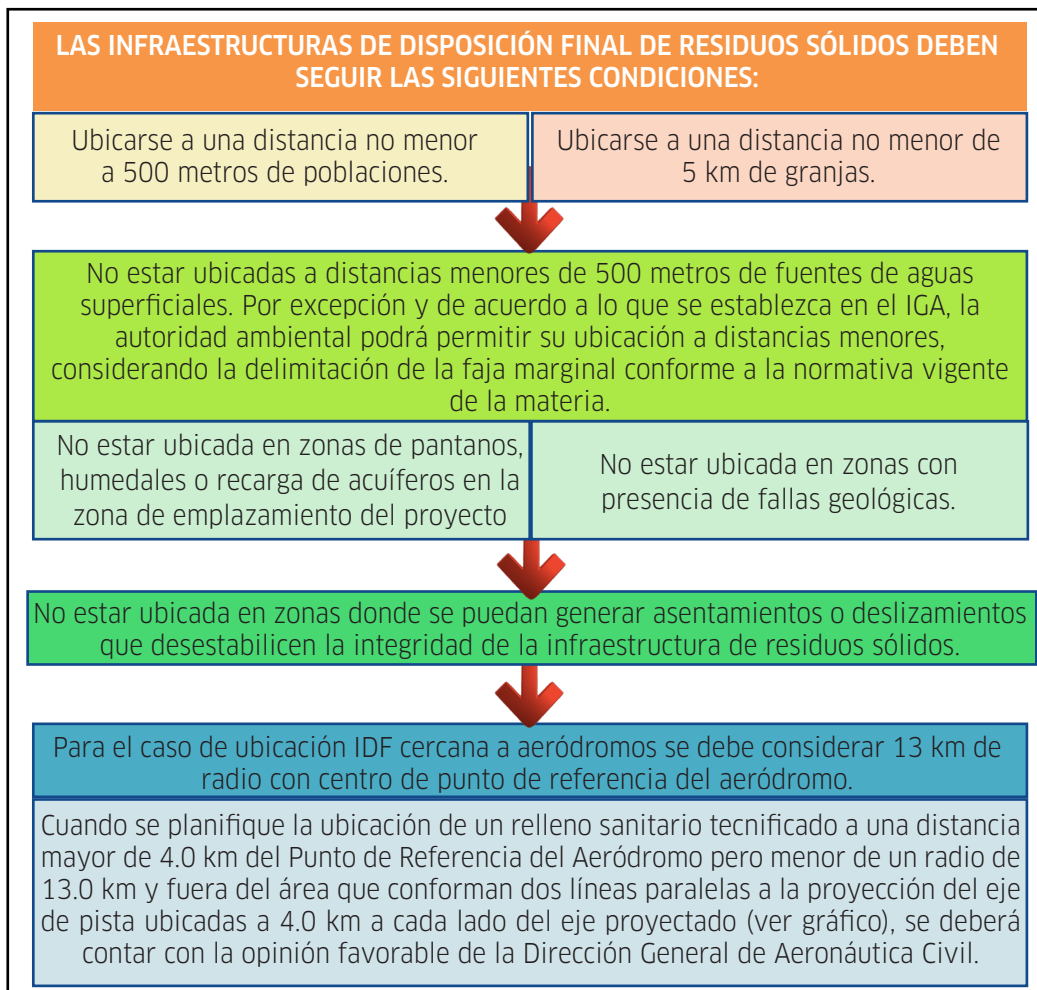 LAS INFRAESTRUCTURAS DE DISPOSICIÓN FINAL DE RESIDUOS SÓLIDOS DEBEN
SEGUIR LAS SIGUIENTES CONDICIONES:
Ubicarse a una distancia no menor
a 500 metros de poblaciones.
Ubicarse a una distancia no menor de
5 km de granjas.
No estar ubicadas a distancias menores de 500 metros de fuentes de aguas
superficiales. Por excepción y de acuerdo a lo que se establezca en el IGA, la
autoridad ambiental podrá permitir su ubicación a distancias menores,
considerando la delimitación de la faja marginal conforme a la normativa vigente
de la materia.
No estar ubicada en zonas de pantanos,
humedales o recarga de acuíferos en la
zona de emplazamiento del proyecto
No estar ubicada en zonas con
presencia de fallas geológicas.
No estar ubicada en zonas donde se puedan generar asentamientos o deslizamientos
que desestabilicen la integridad de la infraestructura de residuos sólidos.
Para el caso de ubicación IDF cercana a aeródromos se debe considerar 13 km de
radio con centro de punto de referencia del aeródromo.
Cuando se planifique la ubicación de un relleno sanitario tecnificado a una distancia
mayor de 4.0 km del Punto de Referencia del Aeródromo pero menor de un radio de
13.0 km y fuera del área que conforman dos líneas paralelas a la proyección del eje
de pista ubicadas a 4.0 km a cada lado del eje proyectado (ver gráfico), se deberá
contar con la opinión favorable de la Dirección General de Aeronáutica Civil.